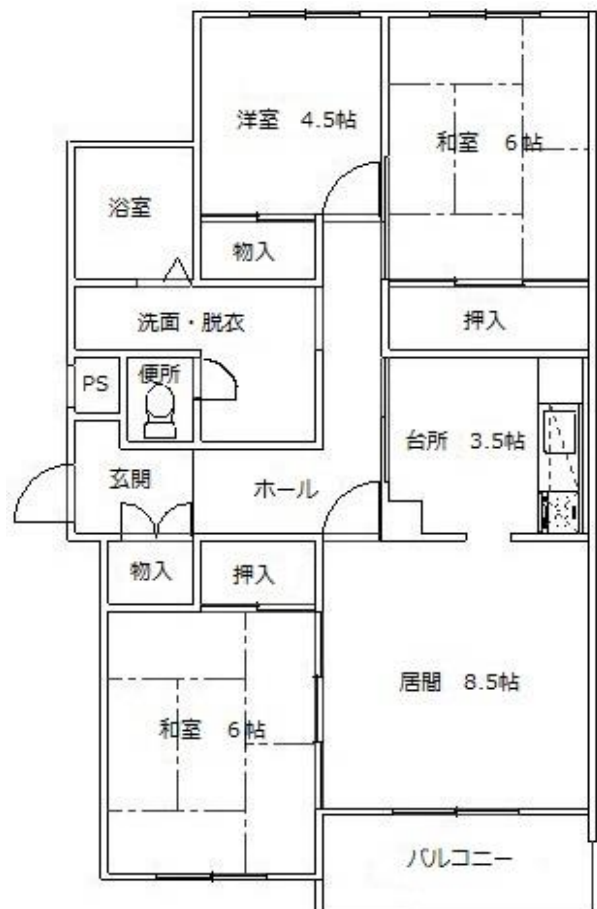 洋室 4.5帖
和室 6帖
浴室
物入
洗面・脱衣
押入
PS
便所
台所 3.5帖
玄関
ホール
物入
押入
居間 8.5帖
和室 6帖
バルコニー